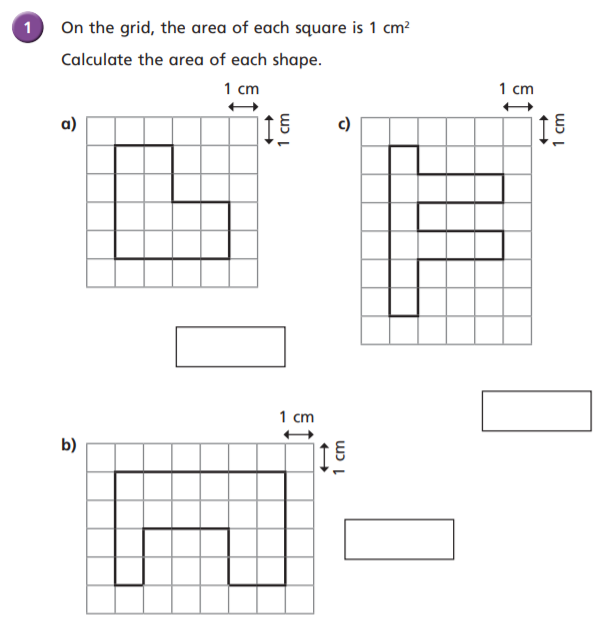 1 On the grid, the area of each square is 1 cm²
Calculate the area of each shape.
a)
1 cm
1 cm
c)
1 cm
1 cm
b)
1 cm
1 cm